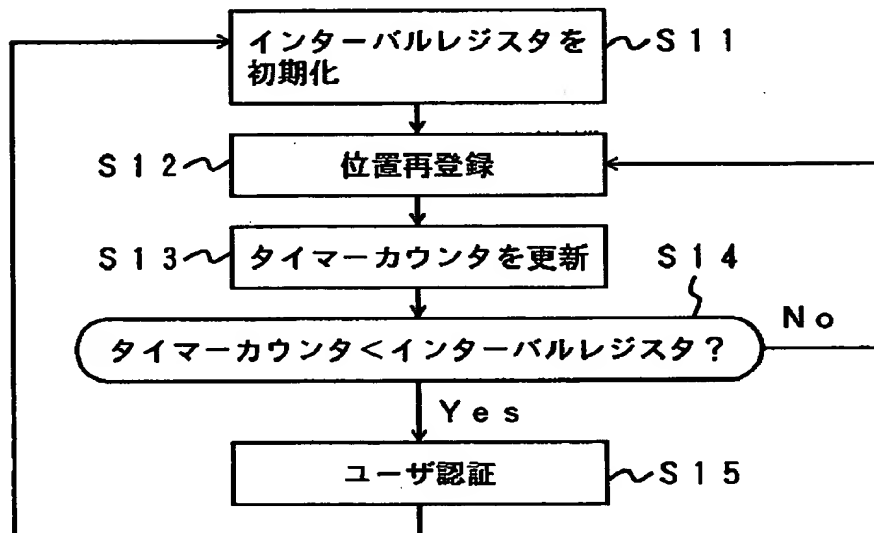 インターバルレジスタを
初期化
S11
S12
位置再登録
S13
タイマーカウンタを更新
S14
タイマーカウンタ<インターバルレジスタ?
No
Yes
ユーザ認証
S15